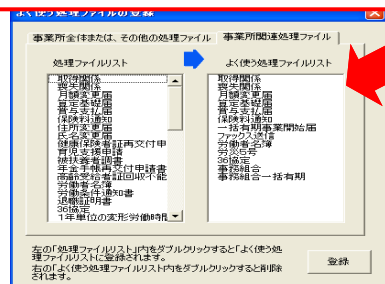 よく使う処理ファイルの登録
事業所全体または、その他の処理ファイル
事業所関連処理ファイル
処理ファイルリスト
よく使い処理ファイルリスト
取得関係
喪失関係
月額変更届
算定基礎届
賞与支払届
保険料通知
住所変更届
氏名変更届
健康保険者証再交付申
育児支援申請
被扶養者調書
年金手帳再交付申請書
高齢受給者証回収不能
労働者名簿
労働条件通知書
退職証明書
36協定
1年単位の変形労働時間
取得関係
喪失関係
月額変更届
算定基礎届
賞与支払届
保険料通知
一括有期事業開始届
ファックス送信
労働者名簿
労災5号
36協定
事務組合
事務組合一括有期
左の「処理ファイルリスト」内をダブルクリックすると「よく使う処
理ファイルリスト」に登録されます。
右の「よく使う処理ファイルリスト」内をダブルクリックすると削除
されます。
登録